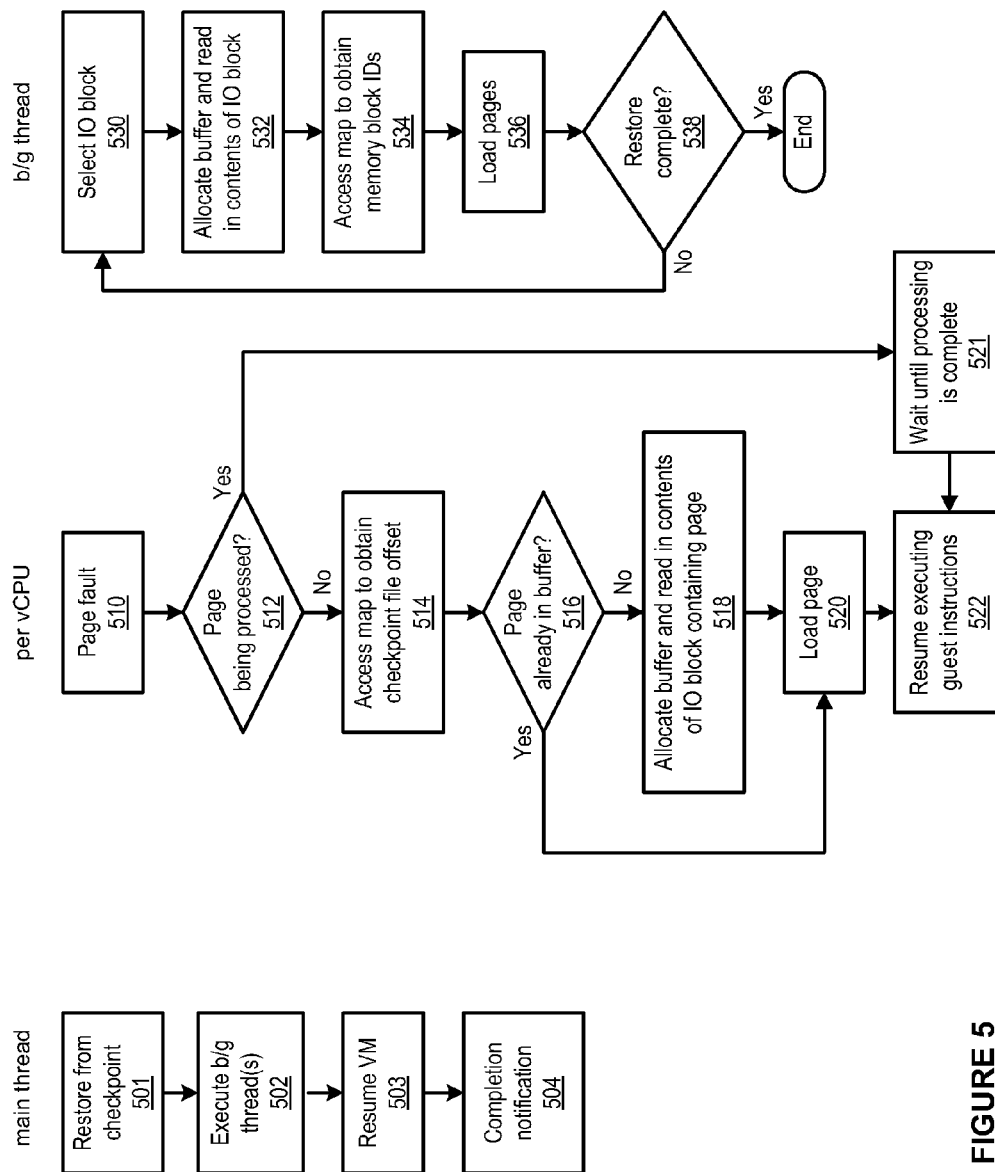 main thread
Restore from
checkpoint
501
Execute b/g
thread(s)
502
Resume VM
503
Completion
notification
504
per vCPU
Page fault
510
Page
being processed?
512
Yes
No
Access map to obtain
checkpoint file offset
514
Page
already in buffer?
516
Yes
No
Allocate buffer and read in contents
of IO block containing page
518
Load page
520
Wait until processing
is complete
521
Resume executing
guest instructions
522
b/g thread
Select IO block
530
Allocate buffer and read
in contents of IO block
532
Access map to obtain
memory block IDs
534
Load pages
536
Restore
complete?
538
No
Yes
End
FIGURE 5